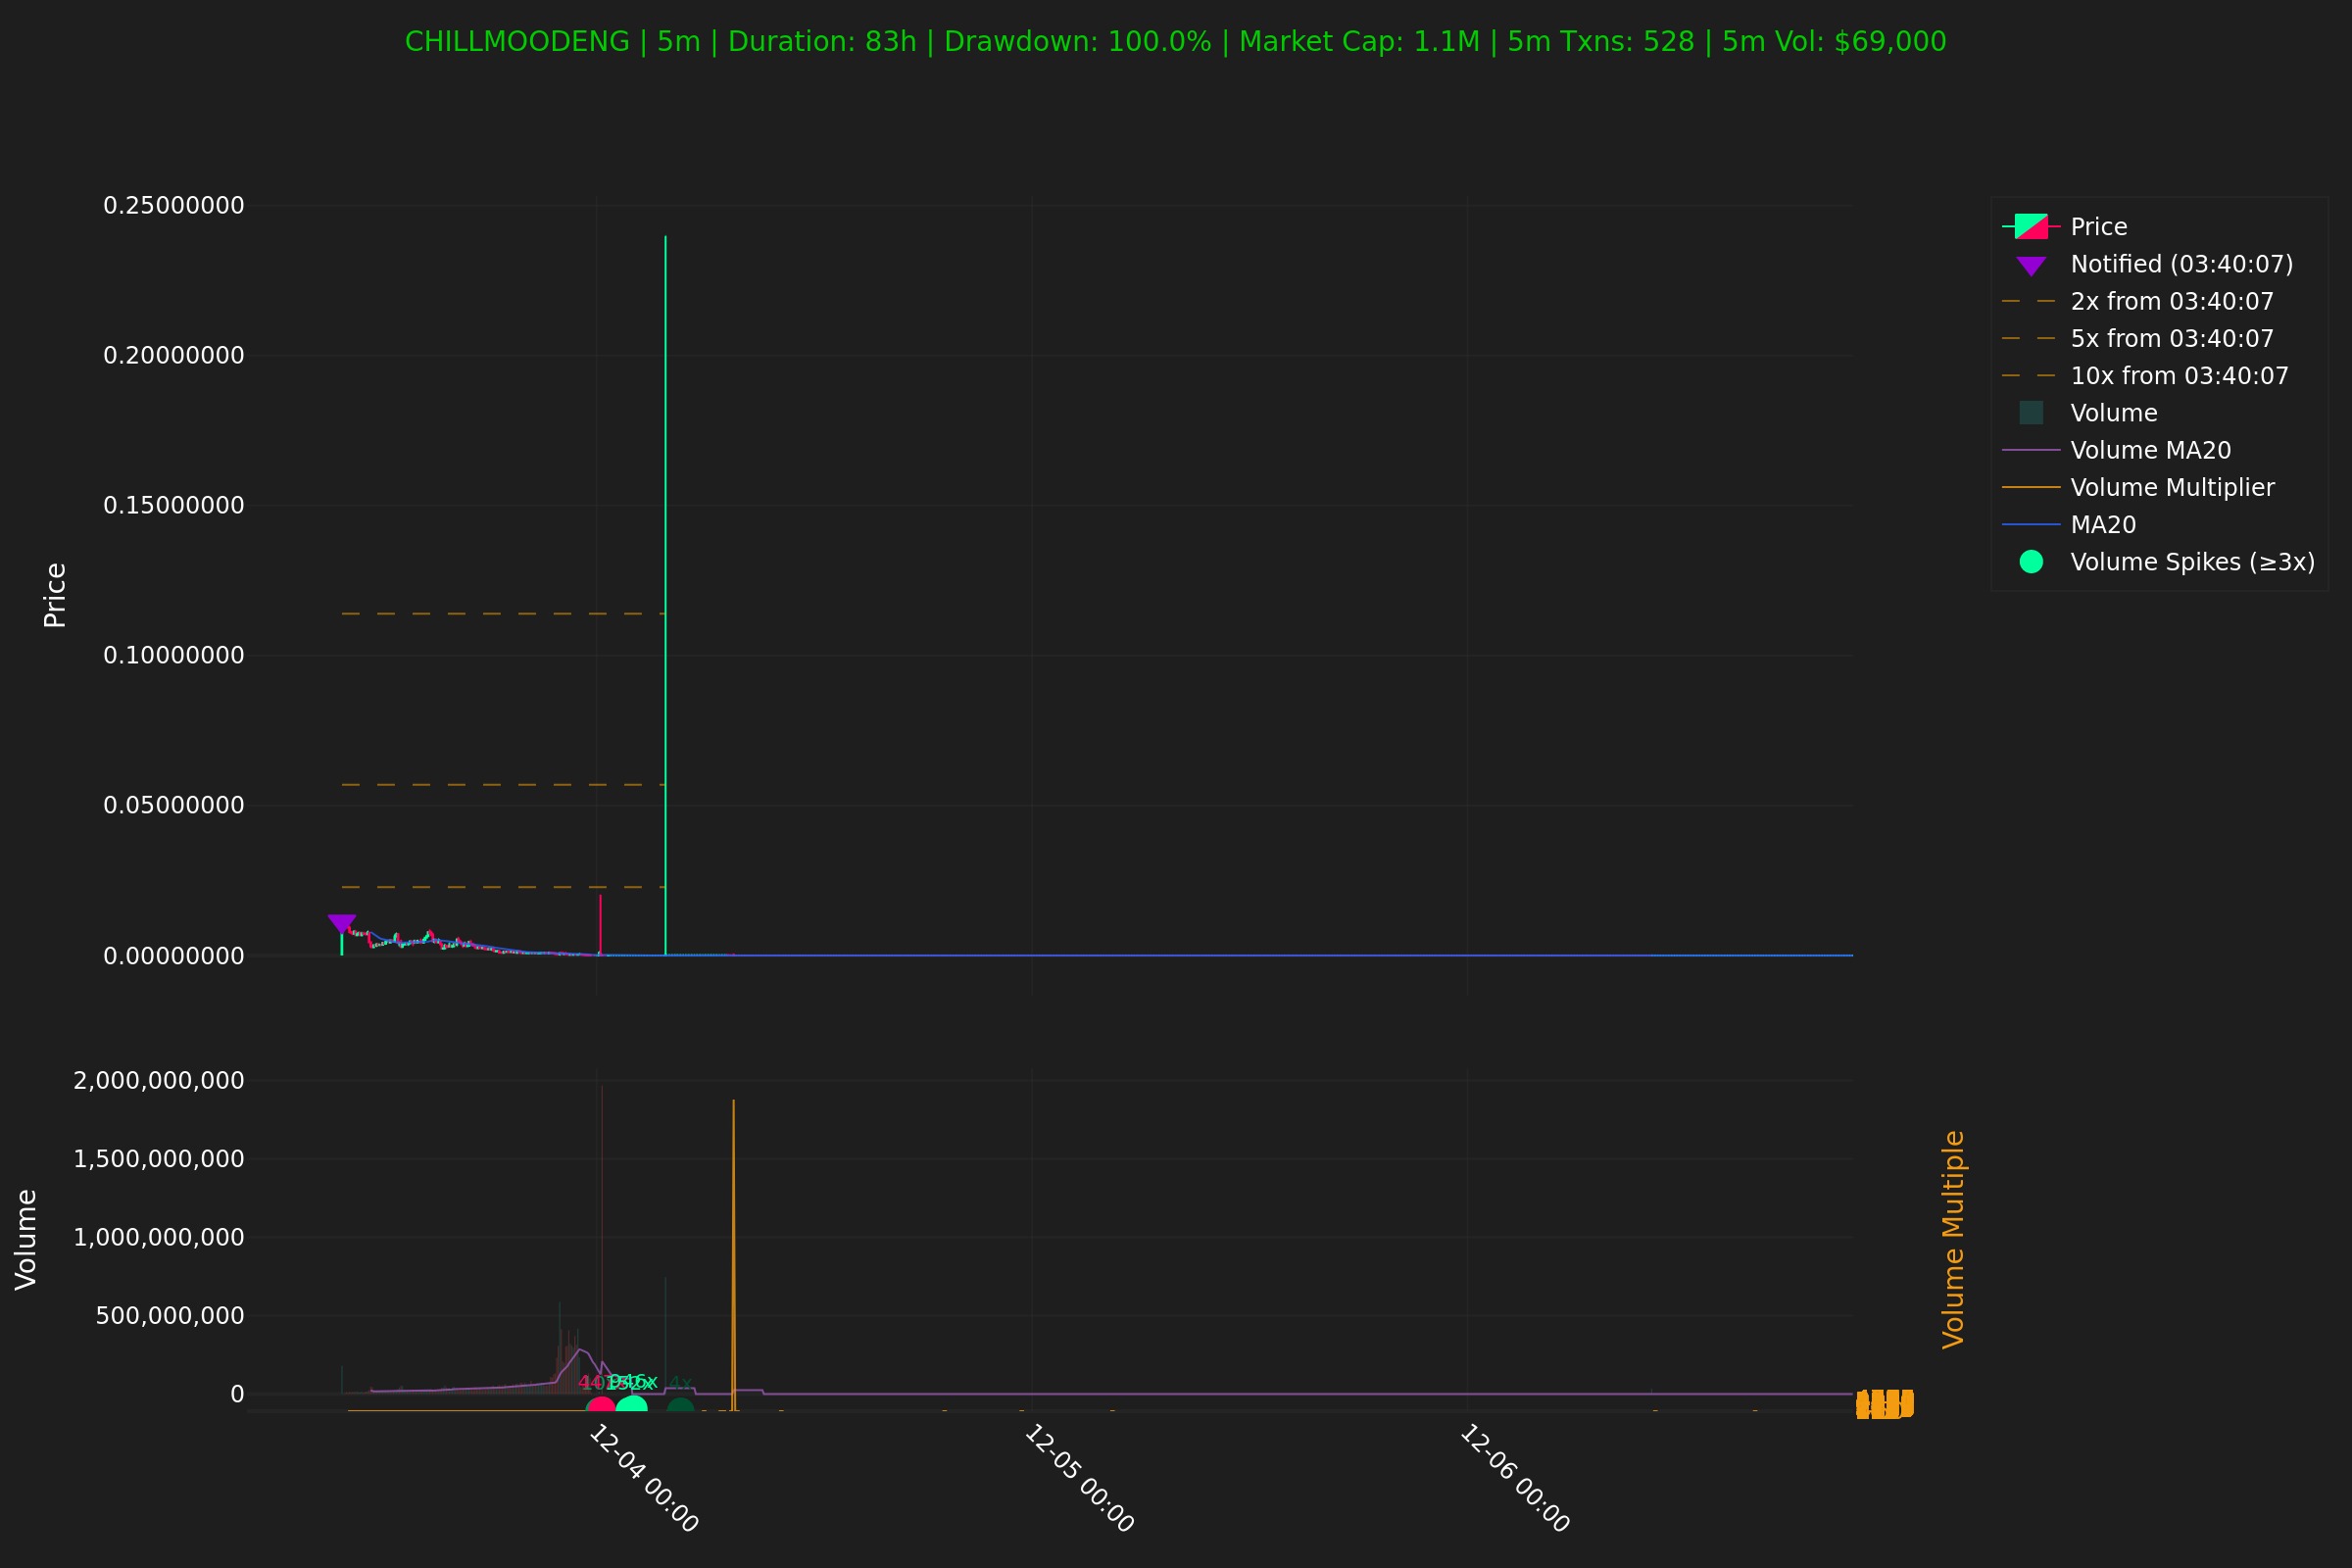 CHILLMOODENG | 5m | Duration: 83h | Drawdown: 100.0% | Market Cap: 1.1M | 5m Txns: 528 | 5m Vol: $69,000
Price
0.25000000
0.20000000
0.15000000
0.10000000
0.05000000
0.00000000
Price
Notified (03:40:07)
2x from 03:40:07
5x from 03:40:07
10x from 03:40:07
Volume
Volume MA20
Volume Multiplier
MA20
Volume Spikes (≥3x)
Volume
2,000,000,000
1,500,000,000
1,000,000,000
500,000,000
0
946x
4x
Volume Multiple
12-04 00:00
12-05 00:00
12-06 00:00